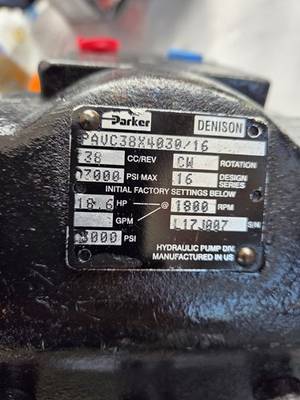 Parker DENISON
PAVC38X4030/16
38 CC/REV CW ROTATION
03000 PSI MAX 16 DESIGN SERIES
INITIAL FACTORY SETTINGS BELOW
18.6 HP @ 1800 RPM
GPM L17J007 S/N
3000 PSI
HYDRAULIC PUMP DIV.
MANUFACTURED IN US